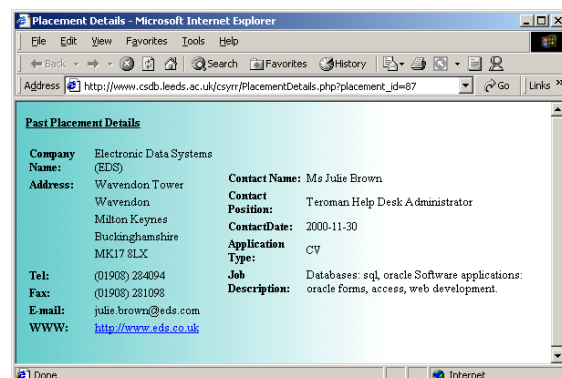 Placement Details - Microsoft Internet Explorer
File Edit View Favorites Tools Help
Back Search Favorites History
Address http://www.csdb.leeds.ac.uk/csyrr/PlacementDetails.php?placement_id=87 Go Links »
Past Placement Details
Company Name: Electronic Data Systems (EDS)
Address: Wavendon Tower
Wavendon
Milton Keynes
Buckinghamshire
MK17 8LX
Tel: (01908) 284094
Fax: (01908) 281098
E-mail: julie.brown@eds.com
WWW: http://www.eds.co.uk
Contact Name: Ms Julie Brown
Contact Position: Teroman Help Desk Administrator
ContactDate: 2000-11-30
Application Type: CV
Job Description: Databases: sql, oracle Software applications:
oracle forms, access, web development.
Done Internet